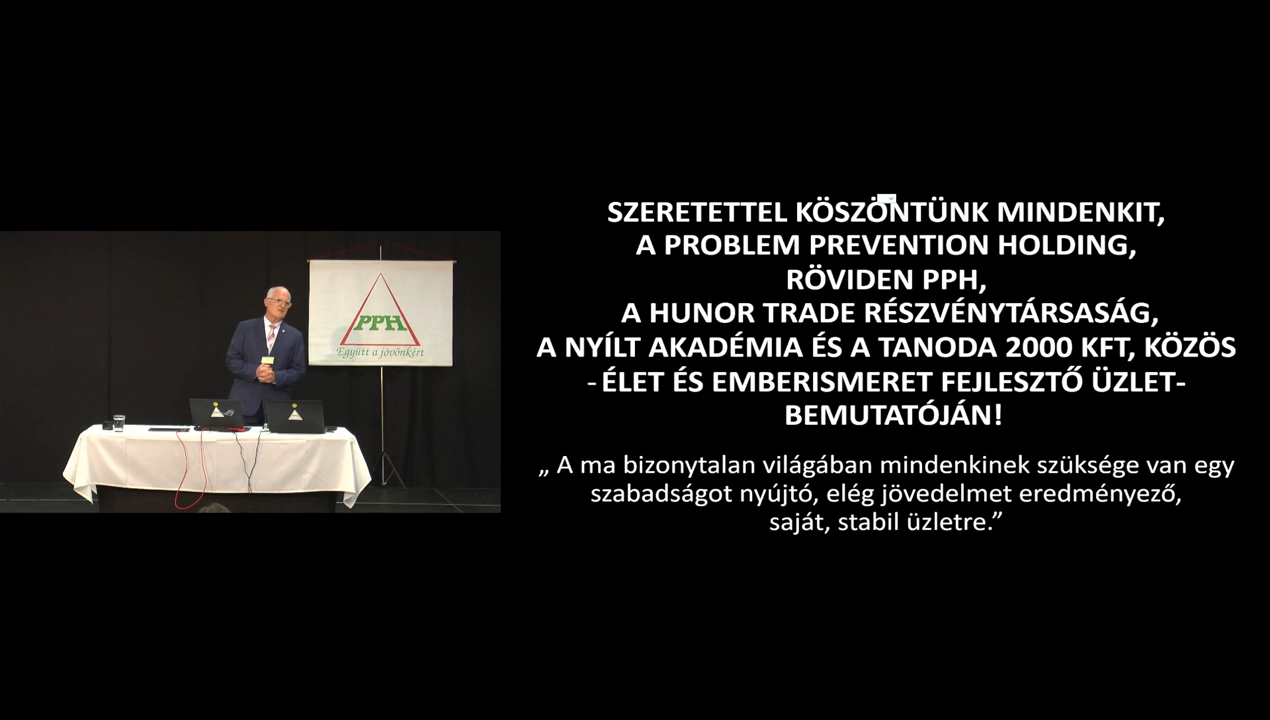 SZERETETTEL KÖSZÖNTÜNK MINDENKIT,
A PROBLEM PREVENTION HOLDING,
RÖVIDEN PPH,
A HUNOR TRADE RÉSZVÉNYTÁRSASÁG,
A NYÍLT AKADÉMIA ÉS A TANODA 2000 KFT, KÖZÖS
- ÉLET ÉS EMBERISMERET FEJLESZTŐ ÜZLET-
BEMUTATÓJÁN!
„ A ma bizonytalan világában mindenkinek szüksége van egy
szabadságot nyújtó, elég jövedelmet eredményező,
saját, stabil üzletre.”
PPH
Együtt a jövőnkért